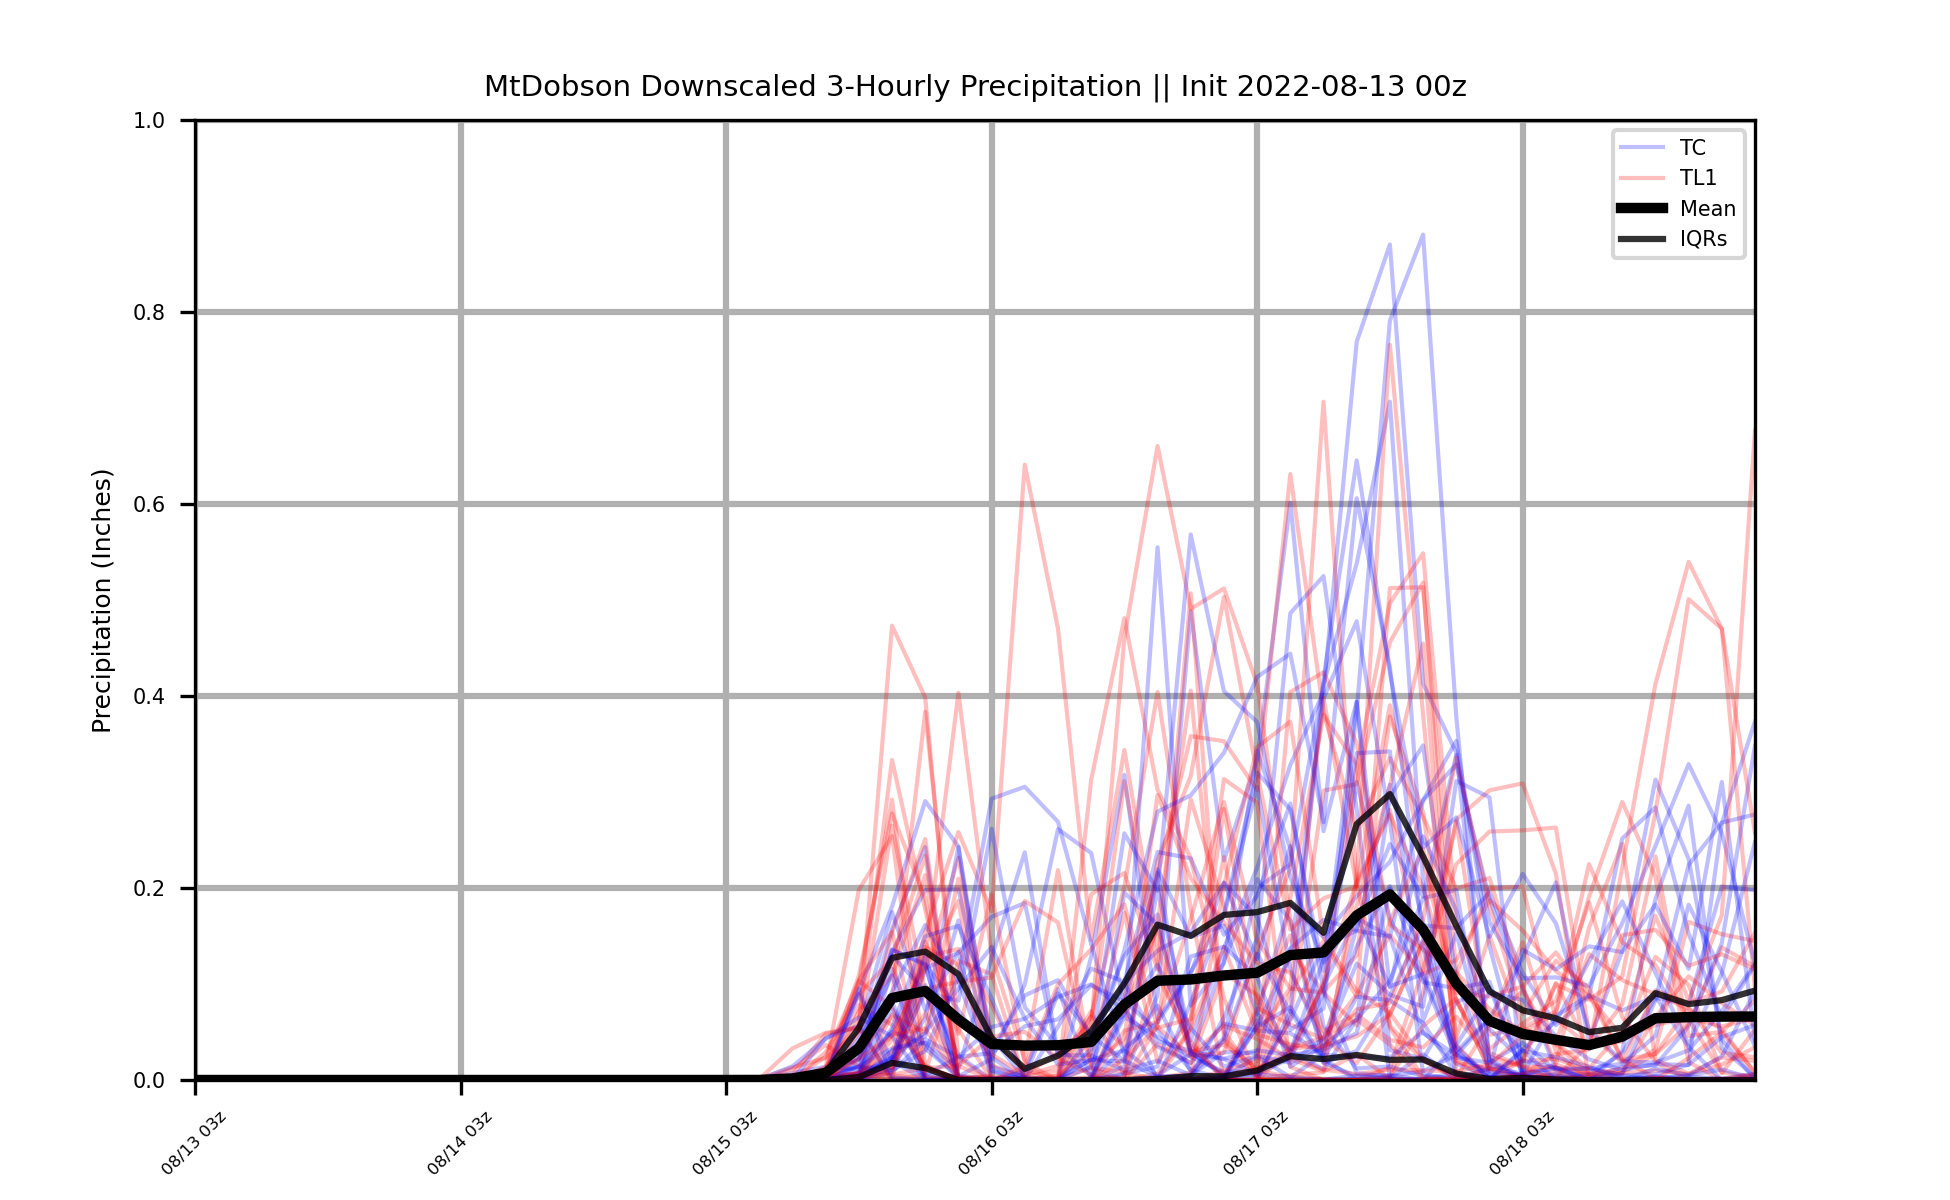 MtDobson Downscaled 3-Hourly Precipitation || Init 2022-08-13 00z
1.0
0.8
0.6
0.4
0.2
0.0
Precipitation (Inches)
TC
TL1
Mean
IQRs
08/13 03z
08/14 03z
08/15 03z
08/16 03z
08/17 03z
08/18 03z